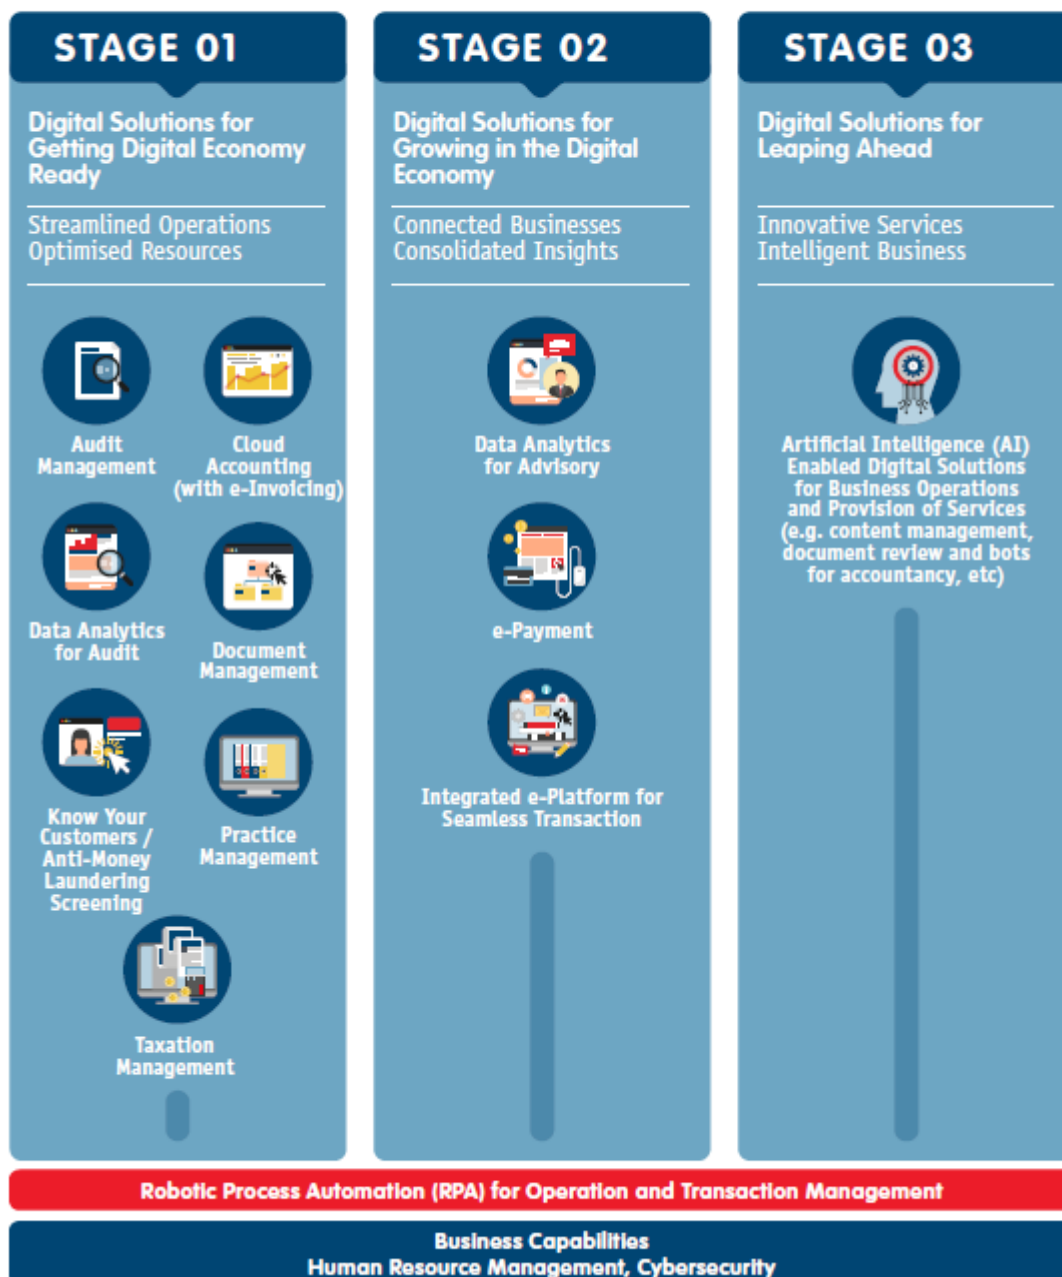 STAGE 01
Digital Solutions for
Getting Digital Economy
Ready
Streamlined Operations
Optimised Resources
Audit
Management
Cloud
Accounting
(with e-Invoicing)
Data Analytics
for Audit
Document
Management
Know Your
Customers /
Anti-Money
Laundering
Screening
Practice
Management
Taxation
Management
STAGE 02
Digital Solutions for
Growing in the Digital
Economy
Connected Businesses
Consolidated Insights
Data Analytics
for Advisory
e-Payment
Integrated e-Platform for
Seamless Transaction
STAGE 03
Digital Solutions for
Leaping Ahead
Innovative Services
Intelligent Business
Artificial Intelligence (AI)
Enabled Digital Solutions
for Business Operations
and Provision of Services
(e.g. content management,
document review and bots
for accountancy, etc)
Robotic Process Automation (RPA) for Operation and Transaction Management
Business Capabilities
Human Resource Management, Cybersecurity